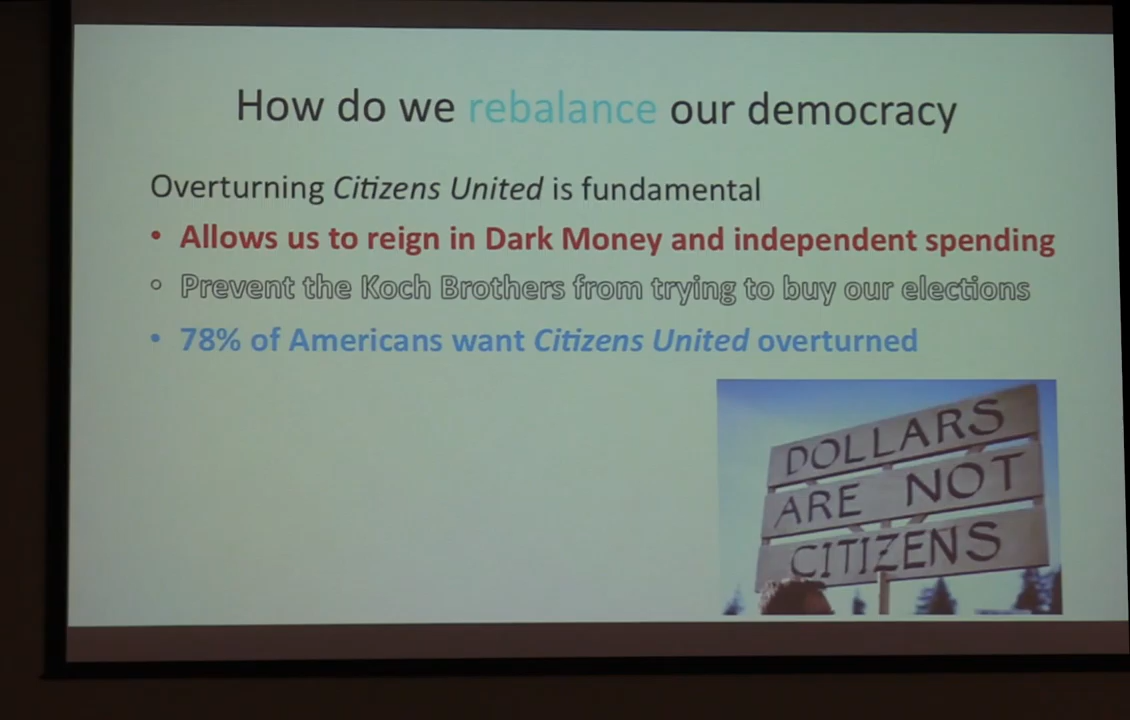 How do we rebalance our democracy
Overturning Citizens United is fundamental
• Allows us to reign in Dark Money and independent spending
◦ Prevent the Koch Brothers from trying to buy our elections
• 78% of Americans want Citizens United overturned
DOLLARS
ARE NOT
CITIZENS